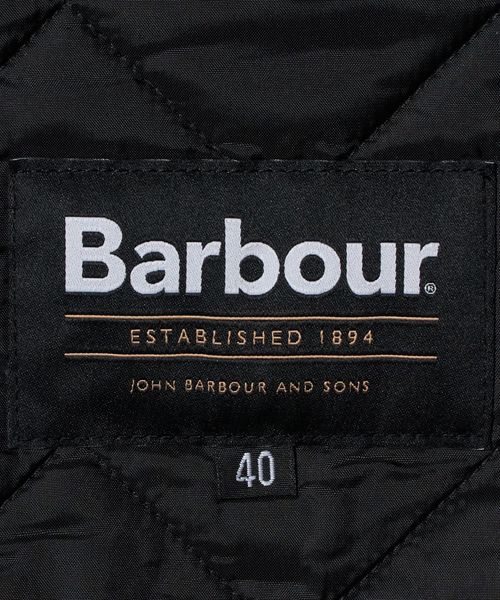 Barbour®
ESTABLISHED 1894
JOHN BARBOUR AND SONS
40